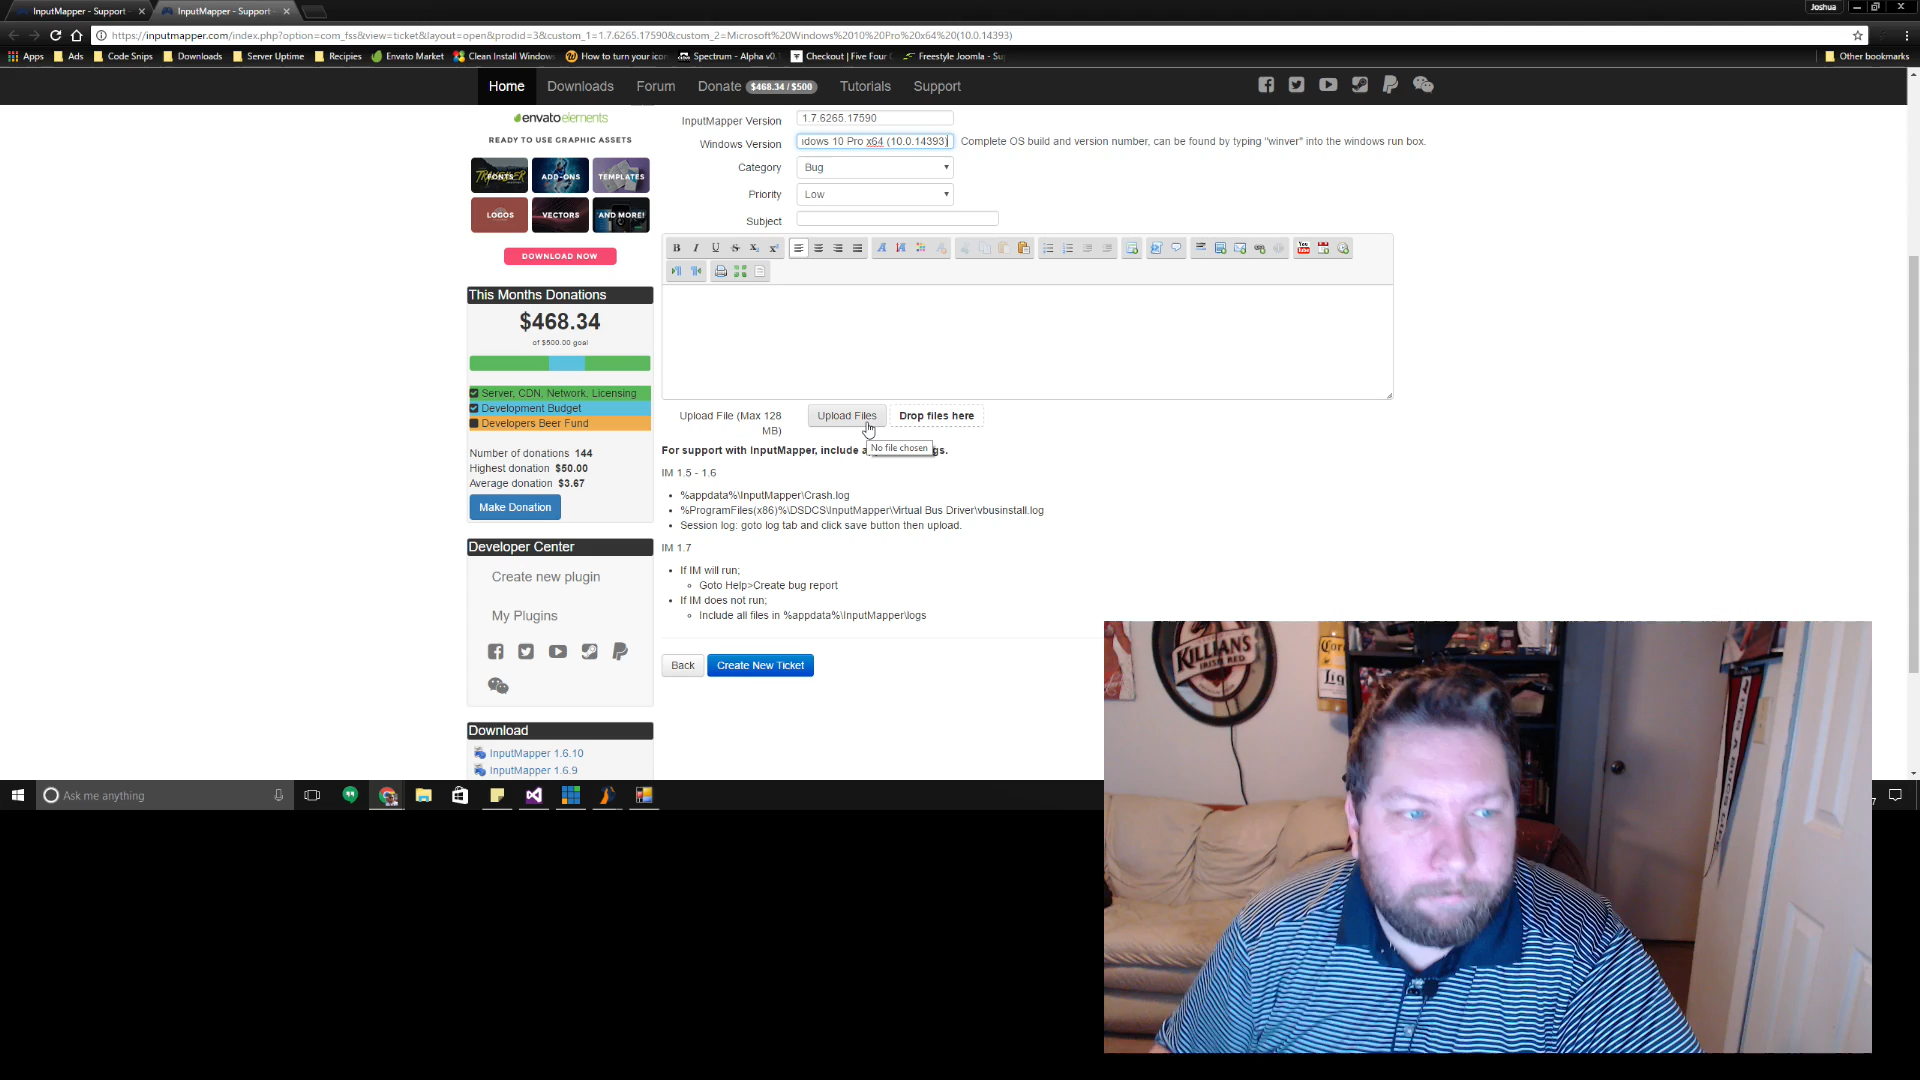 InputMapper - Support
InputMapper - Support
Joshua
https://inputmapper.com/index.php?option=com_fss&view=ticket&layout=open&prodid=3&custom_1=1.7.6265.17590&custom_2=Microsoft%20Windows%2010%20Pro%20x64%20(10.0.14393)
Apps Ads Code Snips Downloads Server Uptime Recipies Envato Market Clean Install Windows How to turn your icon Spectrum - Alpha v0. Checkout | Five Four Freestyle Joomla - Su Other bookmarks
Home Downloads Forum Donate $468.34 / $500 Tutorials Support
envato elements
READY TO USE GRAPHIC ASSETS
FONTS ADD-ONS TEMPLATES
LOGOS VECTORS AND MORE!
DOWNLOAD NOW
This Months Donations
$468.34
of $500.00 goal
Server, CDN, Network, Licensing
Development Budget
Developers Beer Fund
Number of donations 144
Highest donation $50.00
Average donation $3.67
Make Donation
Developer Center
Create new plugin
My Plugins
Download
InputMapper 1.6.10
InputMapper 1.6.9
InputMapper Version 1.7.6265.17590
Windows Version dows 10 Pro x64 (10.0.14393) Complete OS build and version number, can be found by typing "winver" into the windows run box.
Category Bug
Priority Low
Subject
Upload File (Max 128 MB) Upload Files Drop files here
No file chosen
For support with InputMapper, include a gs.
IM 1.5 - 1.6
%appdata%\InputMapper\Crash.log
%ProgramFiles(x86)%\DSDCS\InputMapper\Virtual Bus Driver\vbusinstall.log
Session log: goto log tab and click save button then upload.
IM 1.7
If IM will run;
Goto Help>Create bug report
If IM does not run;
Include all files in %appdata%\InputMapper\logs
Back Create New Ticket
Ask me anything
KILLIAN'S
IRISH RED
Lig